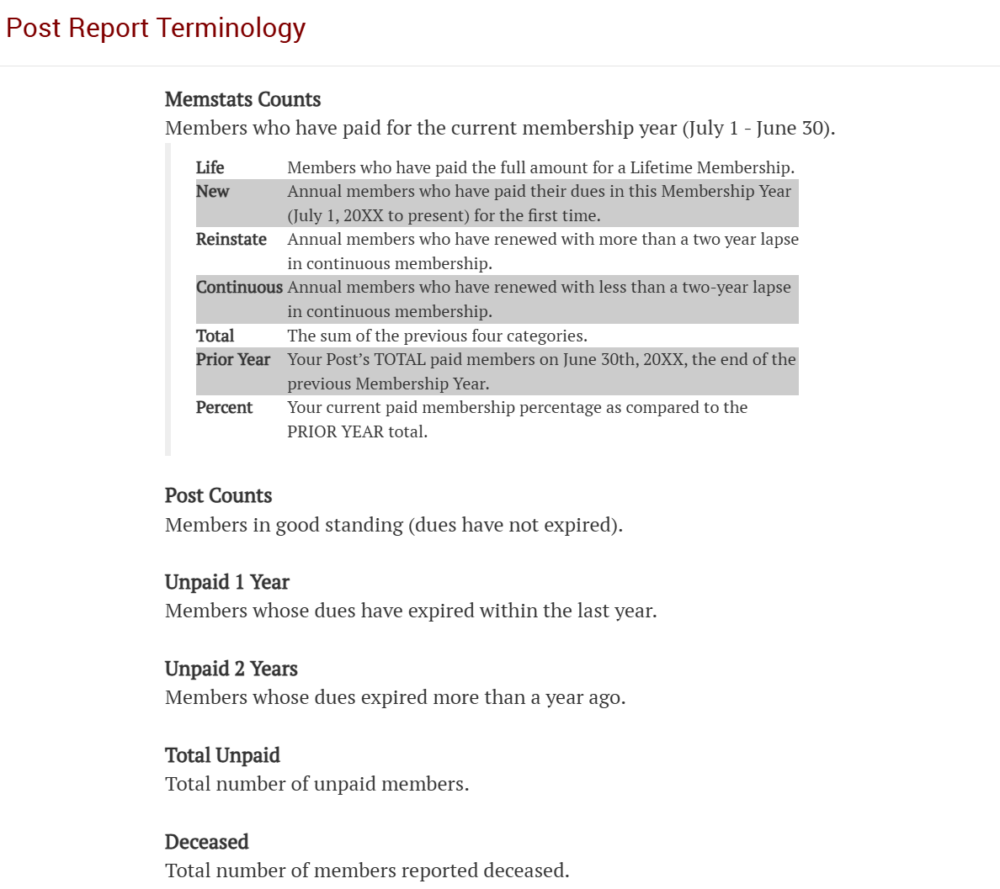 Post Report Terminology
Memstats Counts
Members who have paid for the current membership year (July 1 - June 30).
Life Members who have paid the full amount for a Lifetime Membership.
New Annual members who have paid their dues in this Membership Year
(July 1, 20XX to present) for the first time.
Reinstate Annual members who have renewed with more than a two year lapse
in continuous membership.
Continuous Annual members who have renewed with less than a two-year lapse
in continuous membership.
Total The sum of the previous four categories.
Prior Year Your Post’s TOTAL paid members on June 30th, 20XX, the end of the
previous Membership Year.
Percent Your current paid membership percentage as compared to the
PRIOR YEAR total.
Post Counts
Members in good standing (dues have not expired).
Unpaid 1 Year
Members whose dues have expired within the last year.
Unpaid 2 Years
Members whose dues expired more than a year ago.
Total Unpaid
Total number of unpaid members.
Deceased
Total number of members reported deceased.